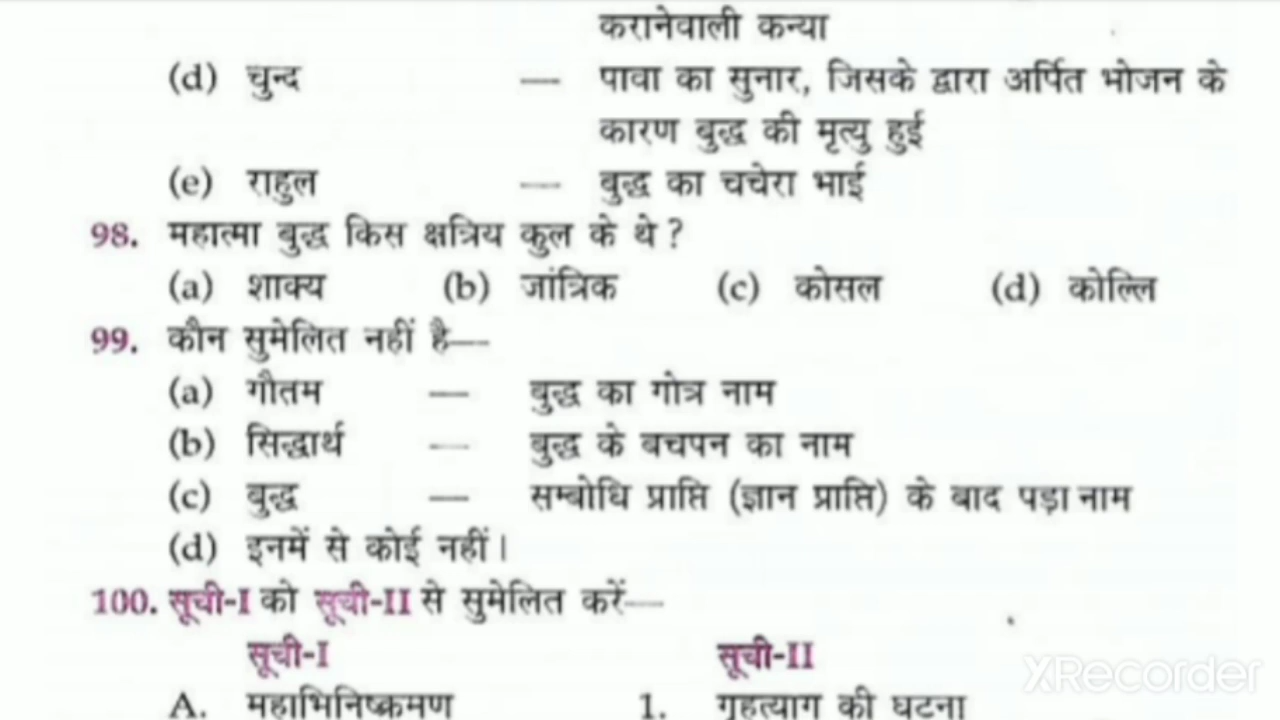 करानेवाली कन्या
(d) चुन्द — पावा का सुनार, जिसके द्वारा अर्पित भोजन के
कारण बुद्ध की मृत्यु हुई
(e) राहुल — बुद्ध का चचेरा भाई
98. महात्मा बुद्ध किस क्षत्रिय कुल के थे ?
(a) शाक्य (b) जांत्रिक (c) कोसल (d) कोल्लि
99. कौन सुमेलित नहीं है—
(a) गौतम — बुद्ध का गोत्र नाम
(b) सिद्धार्थ — बुद्ध के बचपन का नाम
(c) बुद्ध — सम्बोधि प्राप्ति (ज्ञान प्राप्ति) के बाद पड़ा नाम
(d) इनमें से कोई नहीं।
100. सूची-I को सूची-II से सुमेलित करें—
सूची-I सूची-II
A. महाभिनिष्क्रमण 1. गृहत्याग की घटना
XRecorder